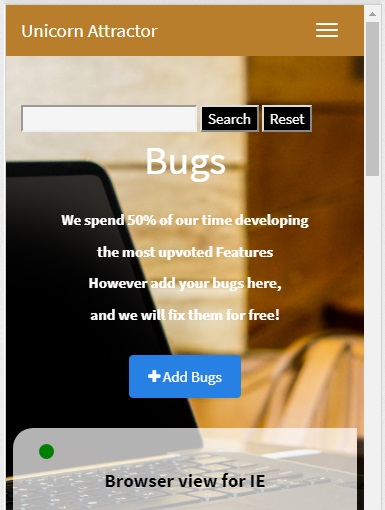 Unicorn Attractor
Search Reset
Bugs
We spend 50% of our time developing
the most upvoted Features
However add your bugs here,
and we will fix them for free!
Add Bugs
Browser view for IE